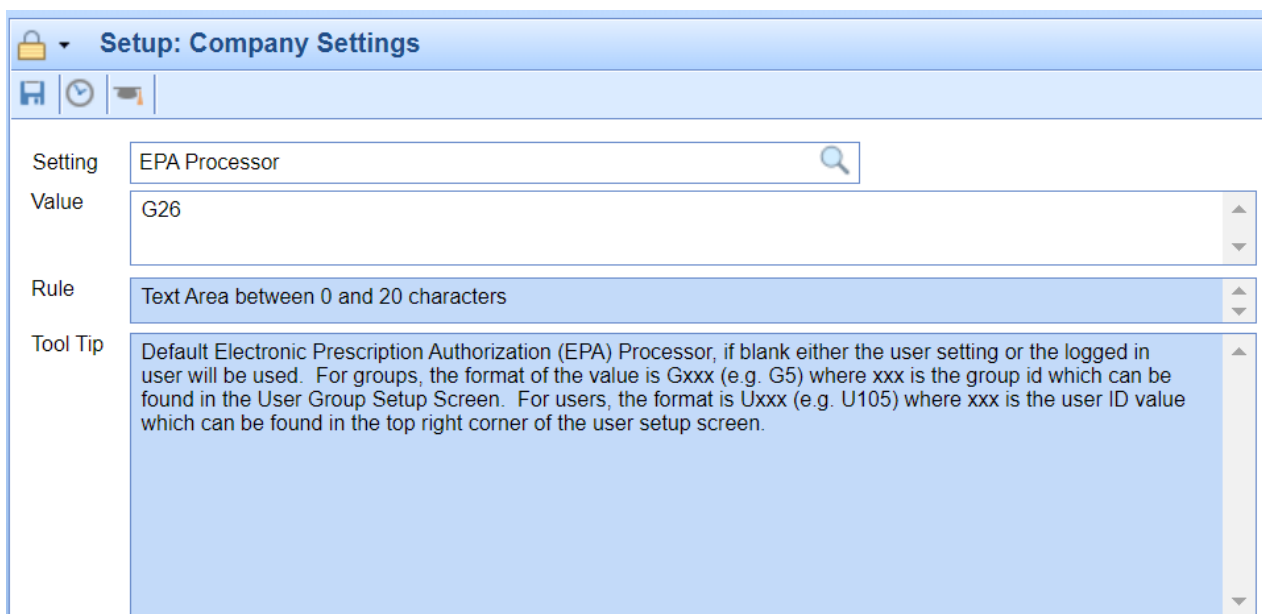 Setup: Company Settings
Setting EPA Processor
Value G26
Rule Text Area between 0 and 20 characters
Tool Tip Default Electronic Prescription Authorization (EPA) Processor, if blank either the user setting or the logged in
user will be used.  For groups, the format of the value is Gxxx (e.g. G5) where xxx is the group id which can be
found in the User Group Setup Screen.  For users, the format is Uxxx (e.g. U105) where xxx is the user ID value
which can be found in the top right corner of the user setup screen.